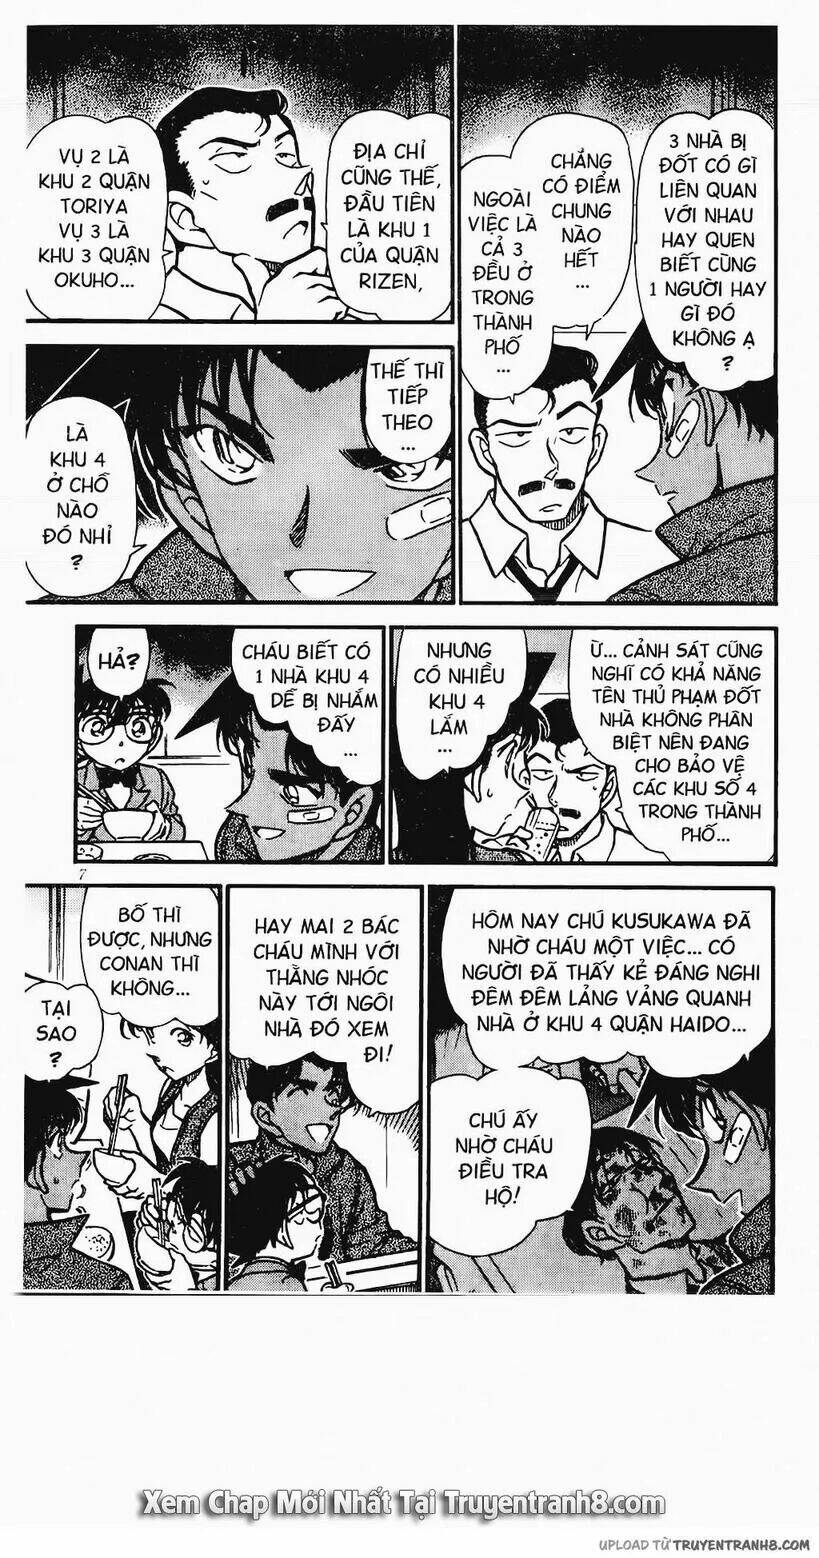 3 NHÀ BỊ
ĐỐT CÓ GÌ
LIÊN QUAN
VỚI NHAU
HAY QUEN
BIẾT CÙNG
1 NGƯỜI HAY
GÌ ĐÓ
KHÔNG Ạ
?
CHẲNG
CÓ ĐIỂM
CHUNG
NÀO
HẾT
...
NGOÀI
VIỆC LÀ
CẢ 3
ĐỀU Ở
TRONG
THÀNH
PHỐ
...
ĐỊA CHỈ
CŨNG THẾ,
ĐẦU TIÊN
LÀ KHU 1
CỦA QUẬN
RIZEN,
VỤ 2 LÀ
KHU 2 QUẬN
TORIYA
VỤ 3 LÀ
KHU 3 QUẬN
OKUHO...
THẾ THÌ
TIẾP
THEO
...
LÀ
KHU 4
Ở CHỖ
NÀO
ĐÓ NHỈ
?
Ừ... CẢNH SÁT CŨNG
NGHĨ CÓ KHẢ NĂNG
TÊN THỦ PHẠM ĐỐT
NHÀ KHÔNG PHÂN
BIỆT NÊN ĐANG
CHO BẢO VỆ
CÁC KHU SỐ 4
TRONG THÀNH
PHỐ...
NHƯNG
CÓ NHIỀU
KHU 4
LẮM
...
CHÁU BIẾT CÓ
1 NHÀ KHU 4
DỄ BỊ NHẮM
ĐẤY
...
HẢ?
7
HÔM NAY CHÚ KUSUKAWA ĐÃ
NHỜ CHÁU MỘT VIỆC... CÓ
NGƯỜI ĐÃ THẤY KẺ ĐÁNG NGHI
ĐÊM ĐÊM LẢNG VẢNG QUANH
NHÀ Ở KHU 4 QUẬN HAIDO...
CHÚ ẤY
NHỜ CHÁU
ĐIỀU TRA
HỘ!
HAY MAI 2 BÁC
CHÁU MÌNH VỚI
THẰNG NHÓC
NÀY TỚI NGÔI
NHÀ ĐÓ XEM
ĐI!
BỐ THÌ
ĐƯỢC, NHƯNG
CONAN THÌ
KHÔNG...
TẠI
SAO
?
Xem Chap Mới Nhất Tại Truyentranh8.com
UPLOAD TỪ TRUYENTRANH8.COM